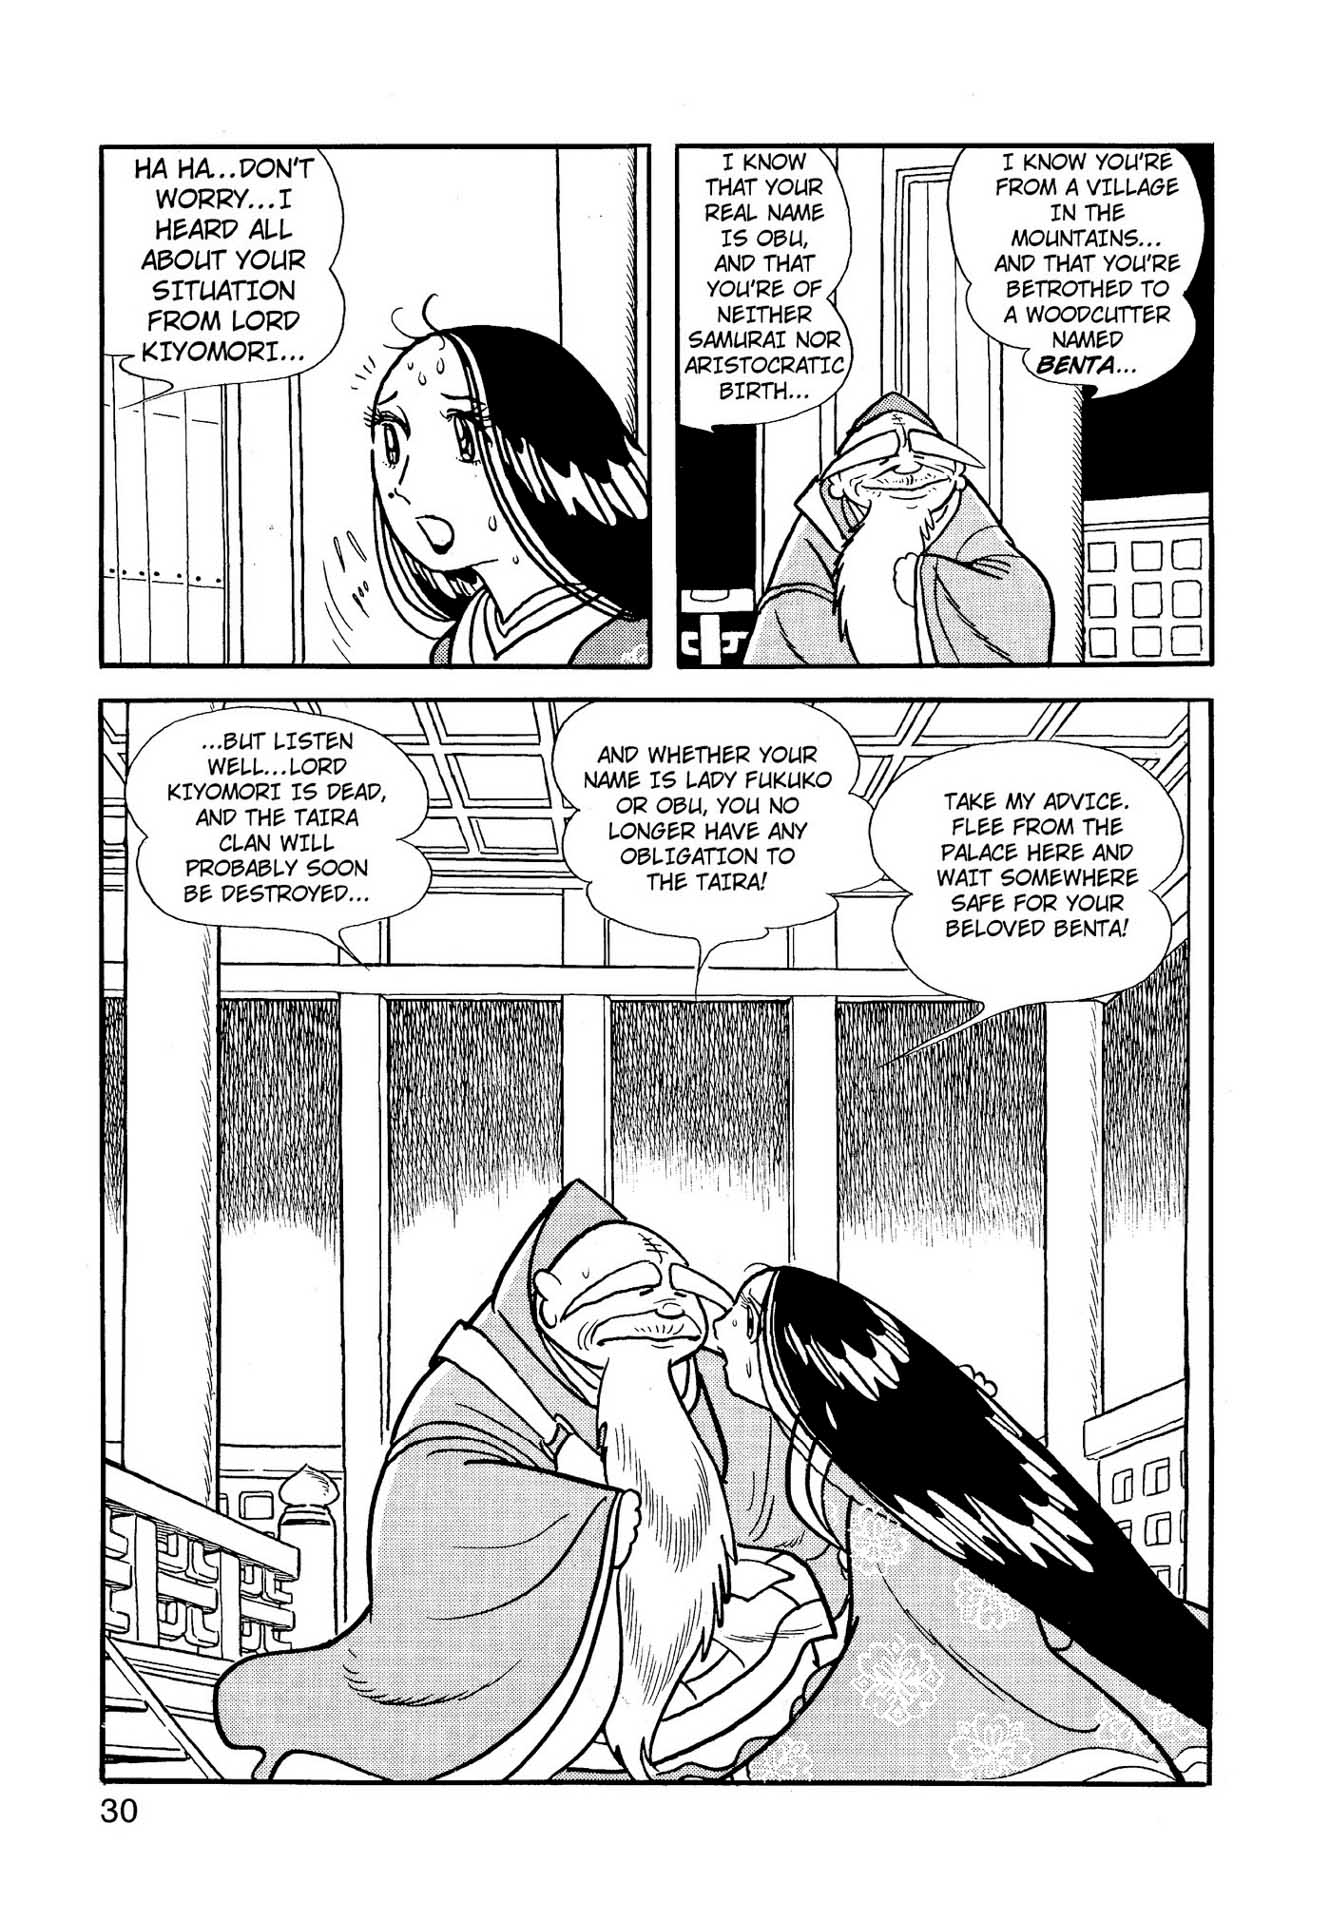 HA HA...DON'T
WORRY...I
HEARD ALL
ABOUT YOUR
SITUATION
FROM LORD
KIYOMORI...
I KNOW
THAT YOUR
REAL NAME
IS OBU,
AND THAT
YOU'RE OF
NEITHER
SAMURAI NOR
ARISTOCRATIC
BIRTH...
I KNOW YOU'RE
FROM A VILLAGE
IN THE
MOUNTAINS...
AND THAT YOU'RE
BETROTHED TO
A WOODCUTTER
NAMED
BENTA...
...BUT LISTEN
WELL...LORD
KIYOMORI IS DEAD,
AND THE TAIRA
CLAN WILL
PROBABLY SOON
BE DESTROYED...
AND WHETHER YOUR
NAME IS LADY FUKUKO
OR OBU, YOU NO
LONGER HAVE ANY
OBLIGATION TO
THE TAIRA!
TAKE MY ADVICE.
FLEE FROM THE
PALACE HERE AND
WAIT SOMEWHERE
SAFE FOR YOUR
BELOVED BENTA!
30